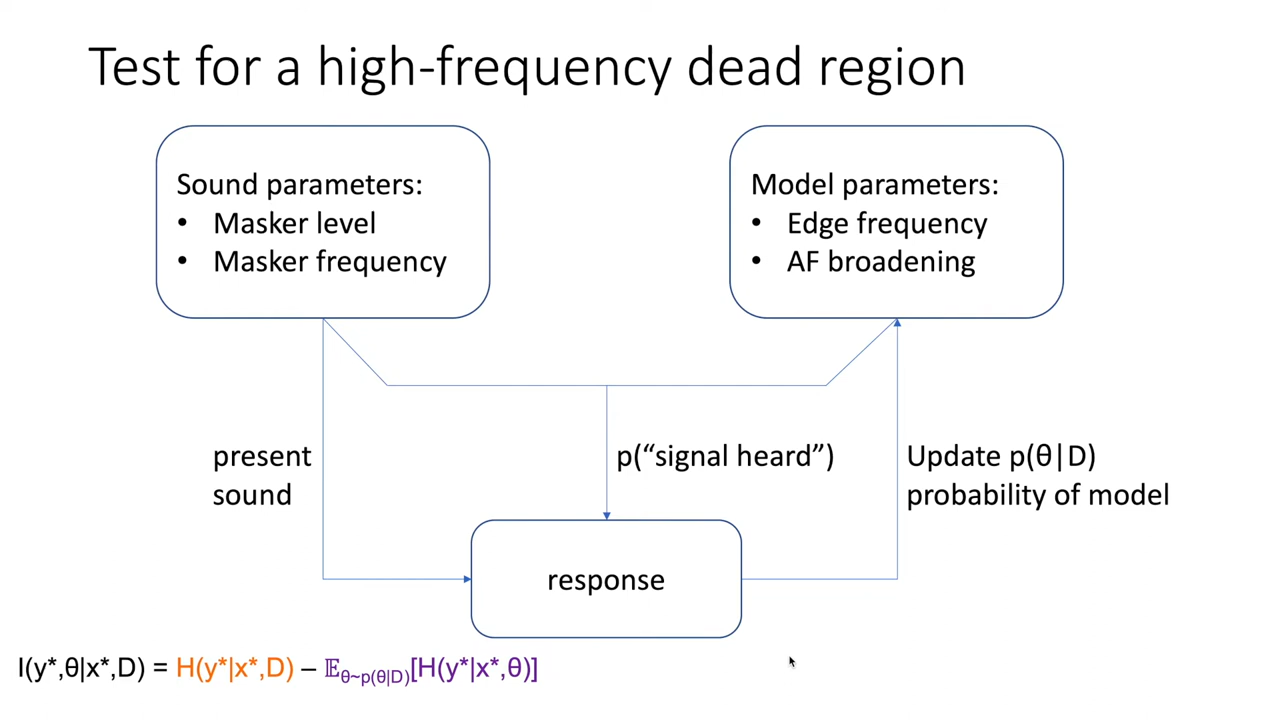 Test for a high-frequency dead region
Sound parameters:
• Masker level
• Masker frequency
Model parameters:
• Edge frequency
• AF broadening
present
sound
p(“signal heard”)
Update p(θ|D)
probability of model
response
I(y*,θ|x*,D) = H(y*|x*,D) – 𝔼θ~p(θ|D)[H(y*|x*,θ)]